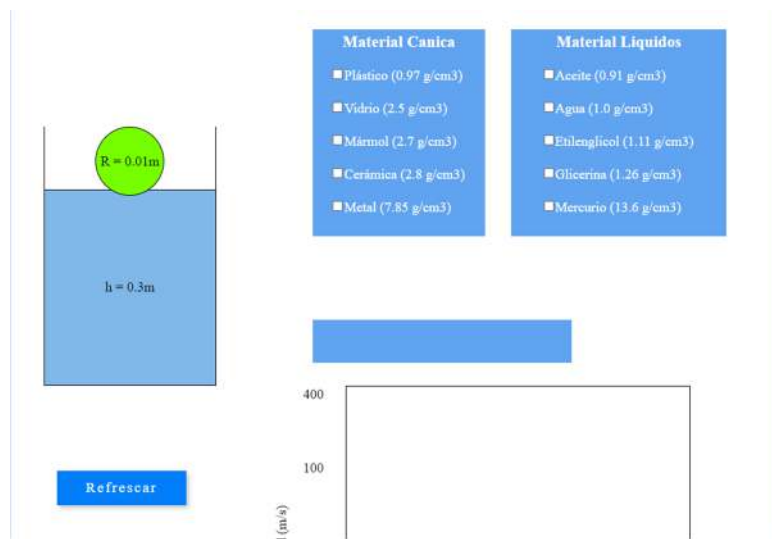 Material Canica
Plástico (0.97 g/cm3)
Vidrio (2.5 g/cm3)
Mármol (2.7 g/cm3)
Cerámica (2.8 g/cm3)
Metal (7.85 g/cm3)
Material Liquidos
Aceite (0.91 g/cm3)
Agua (1.0 g/cm3)
Etilenglicol (1.11 g/cm3)
Glicerina (1.26 g/cm3)
Mercurio (13.6 g/cm3)
R = 0.01m
h = 0.3m
Refrescar
400
100
(m/s)